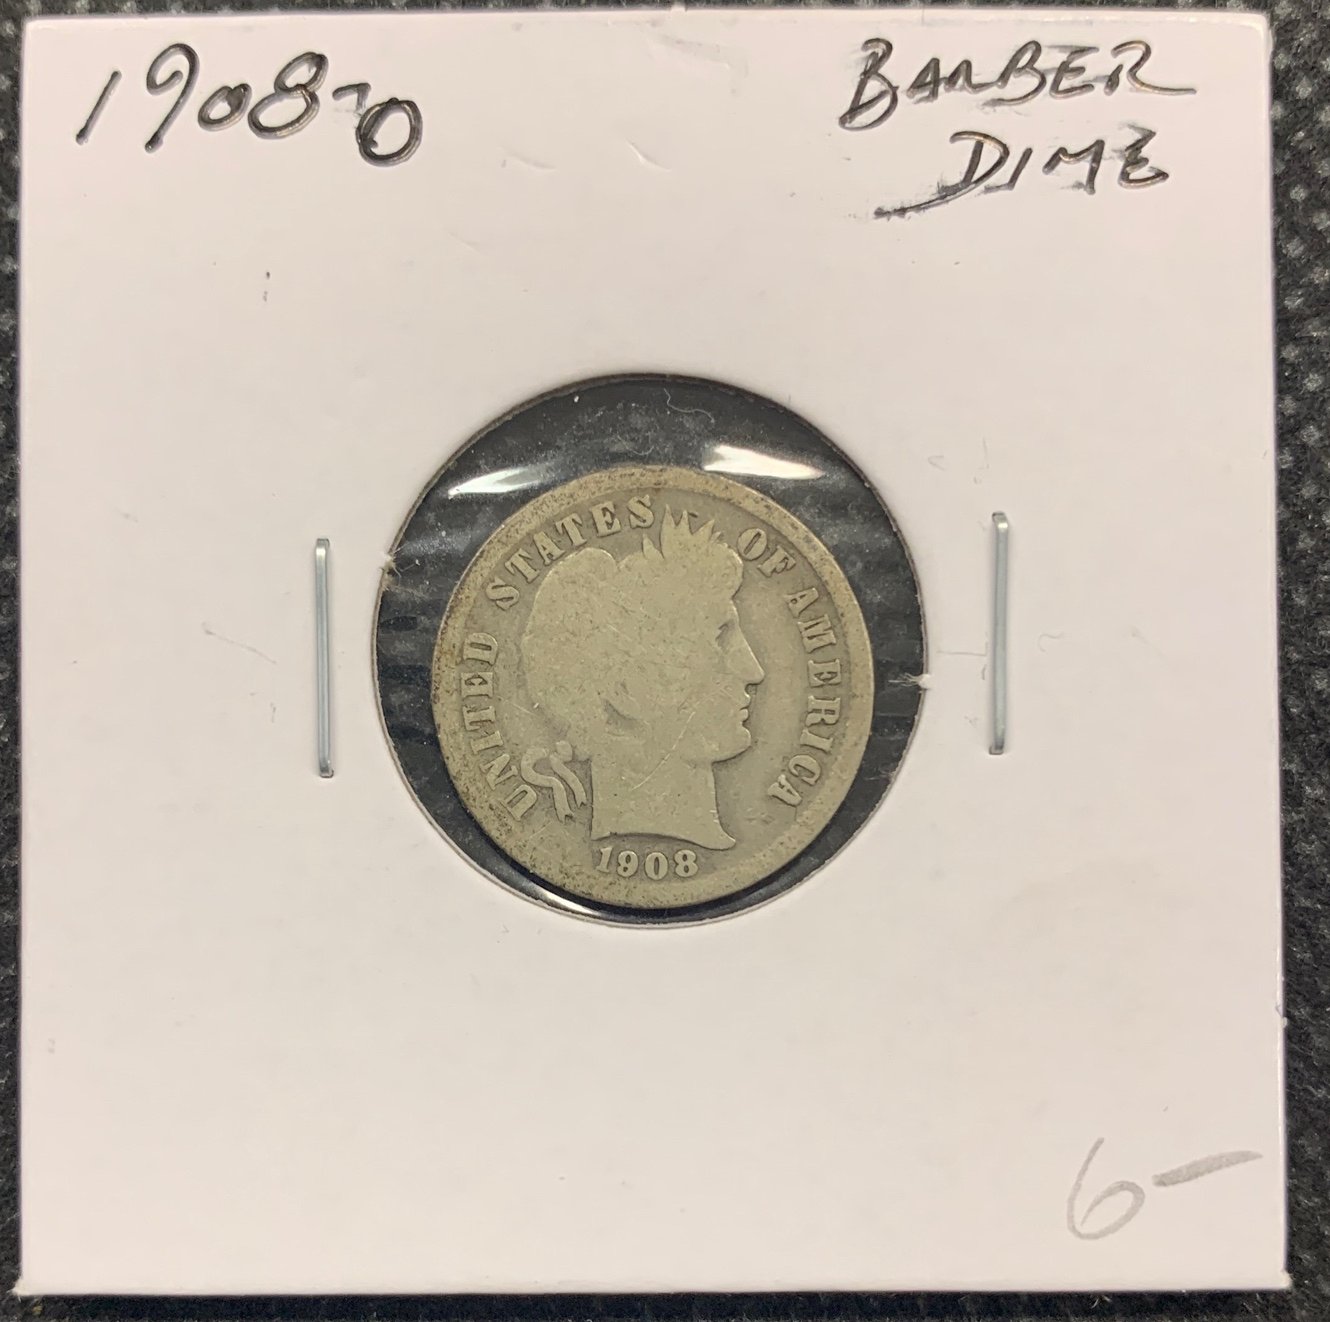 1908-O
BARBER
DIME
UNITED STATES OF AMERICA
1908
6-